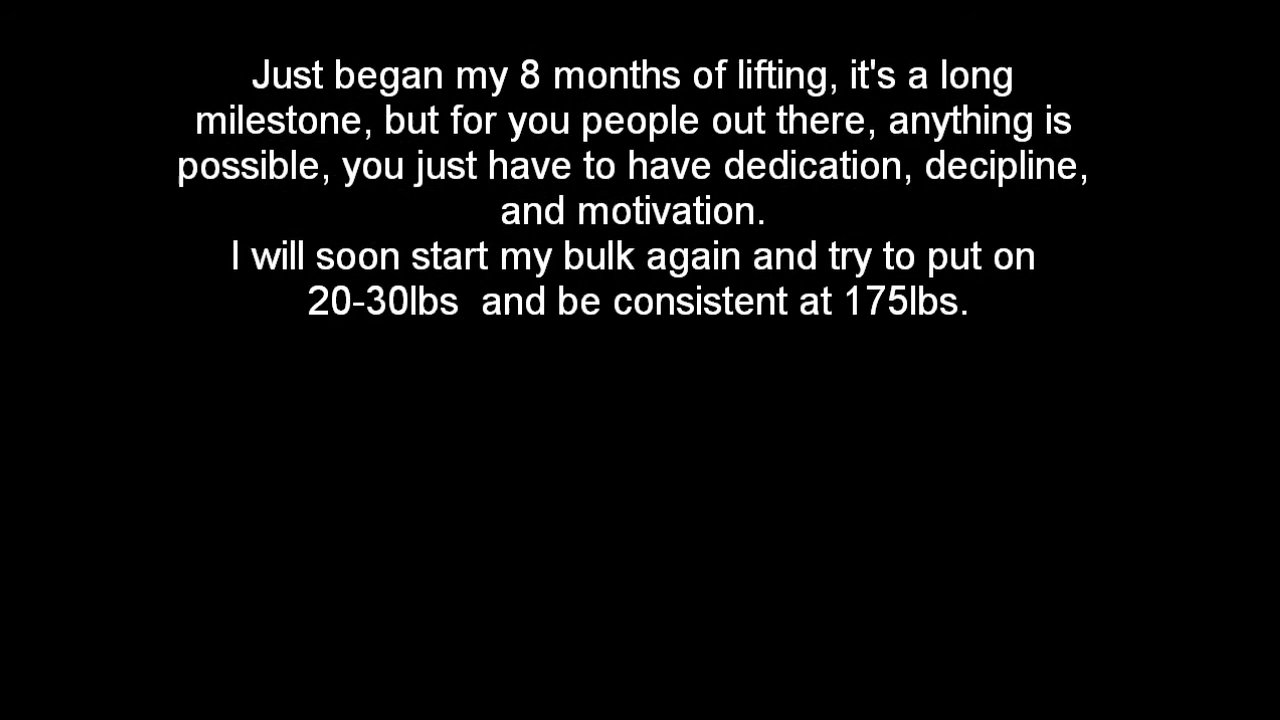 Just began my 8 months of lifting, it's a long
milestone, but for you people out there, anything is
possible, you just have to have dedication, decipline,
and motivation.
I will soon start my bulk again and try to put on
20-30lbs  and be consistent at 175lbs.